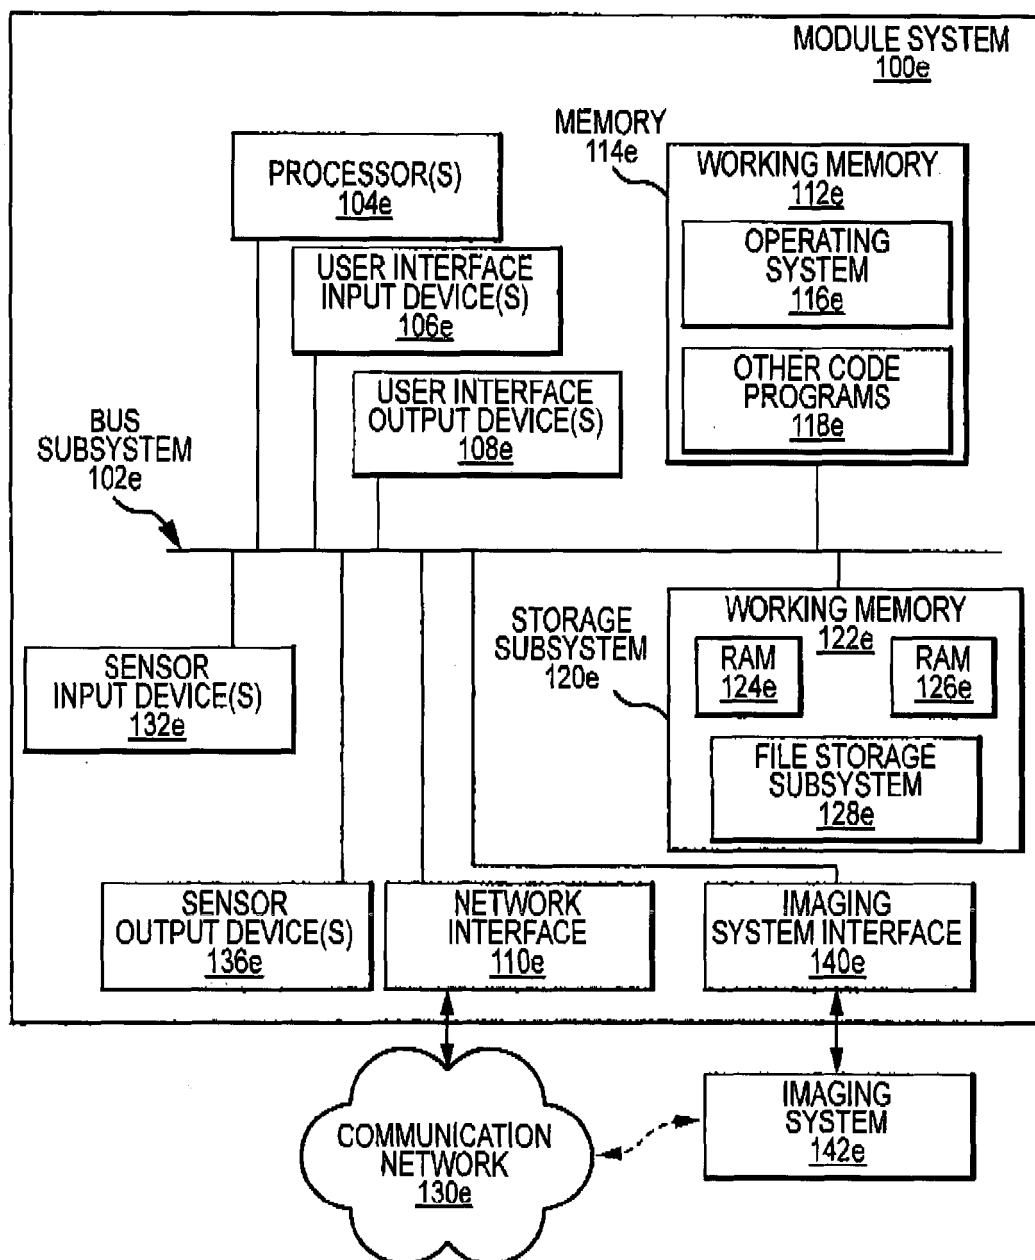 MODULE SYSTEM
100e
MEMORY
114e
PROCESSOR(S)
104e
WORKING MEMORY
112e
OPERATING
SYSTEM
116e
USER INTERFACE
INPUT DEVICE(S)
106e
OTHER CODE
PROGRAMS
118e
USER INTERFACE
OUTPUT DEVICE(S)
108e
BUS
SUBSYSTEM
102e
WORKING MEMORY
122e
STORAGE
SUBSYSTEM
120e
RAM
124e
RAM
126e
SENSOR
INPUT DEVICE(S)
132e
FILE STORAGE
SUBSYSTEM
128e
SENSOR
OUTPUT DEVICE(S)
136e
NETWORK
INTERFACE
110e
IMAGING
SYSTEM INTERFACE
140e
COMMUNICATION
NETWORK
130e
IMAGING
SYSTEM
142e